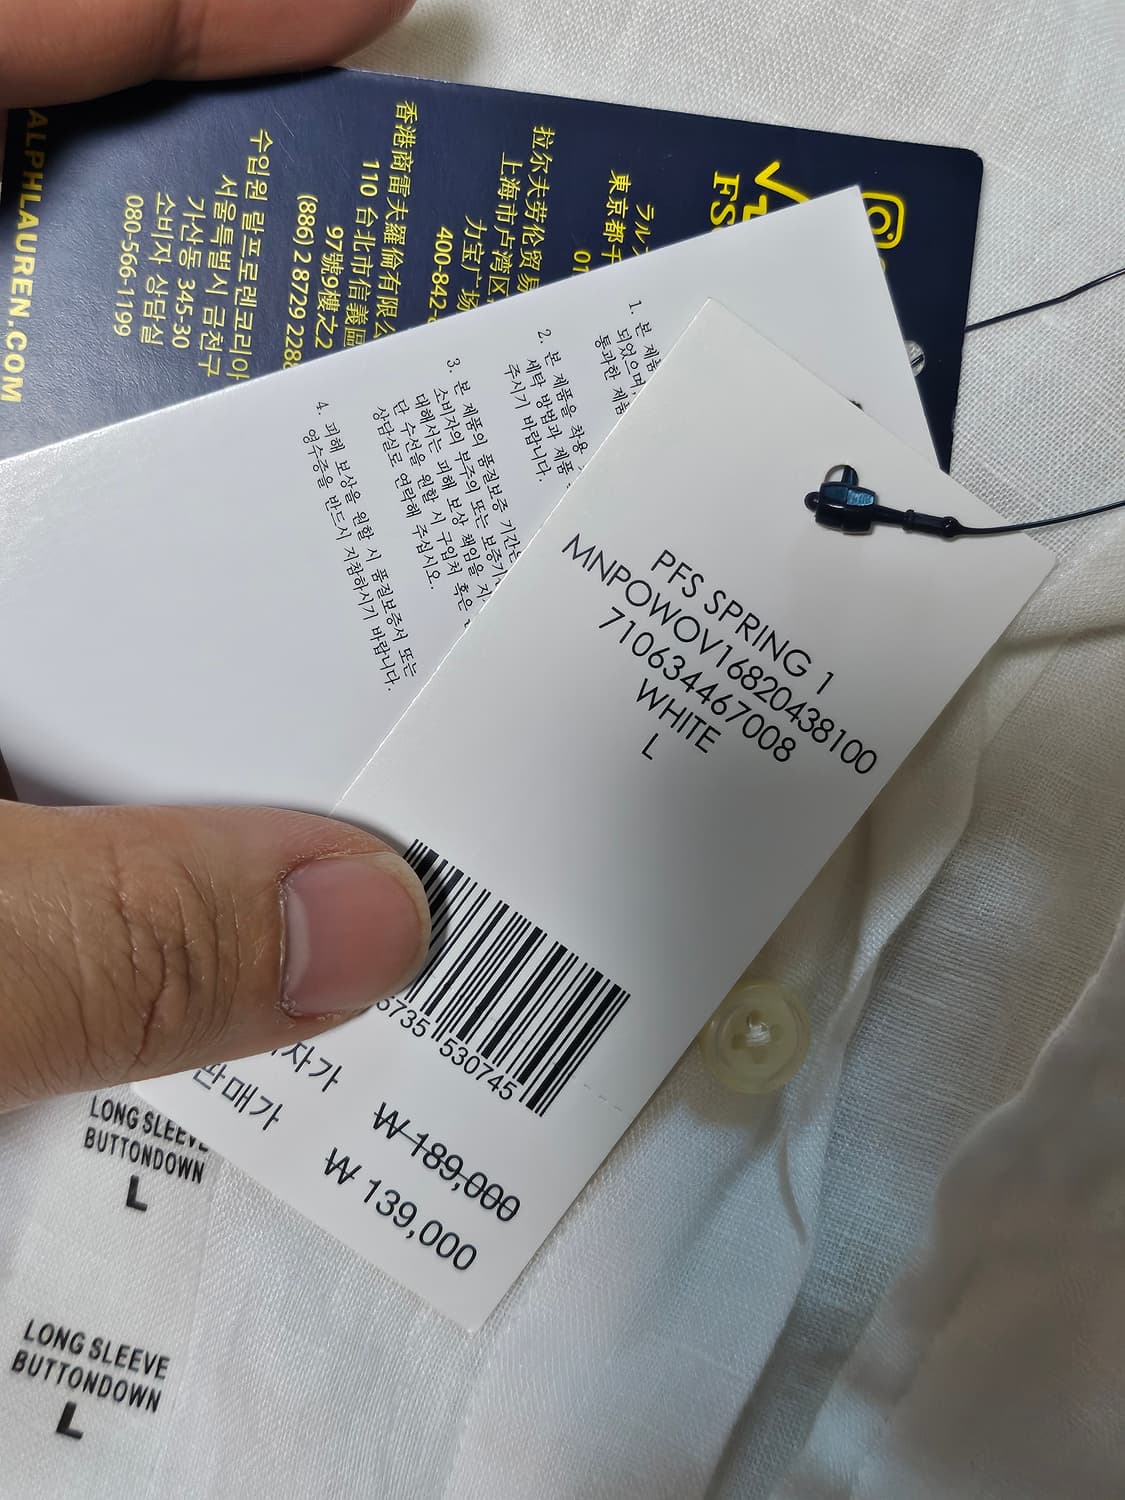 PFS SPRING 1
MNPOWOV16820438100
710634467008
WHITE
L
5735 530745
자가 ₩ 189,000
판매가 ₩ 139,000
1. 본 제품
되었으며
통과한 제품
2. 본 제품을 착용
세탁 방법과 제품
주시기 바랍니다.
3. 본 제품의 품질보증 기간은
소비자의 부주의 또는 보증기
대해서는 피해 보상 책임을 지
단 수선을 원할 시 구입처 혹은
상담실로 연락해 주십시오.
4. 피해 보상을 원할 시 품질보증서 또는
영수증을 반드시 지참하시기 바랍니다.
FS
東京都千
拉尔夫劳伦贸易
上海市卢湾区
力宝广场
400-842-
香港商雷夫羅倫有限公
110 台北市信義區
97號9樓之2
(886) 2 8729 2288
수입원 랄프로렌코리아
서울특별시 금천구
가산동 345-30
소비자 상담실
080-566-1199
ALPHLAUREN.COM
LONG SLEEVE
BUTTONDOWN
L
LONG SLEEVE
BUTTONDOWN
L